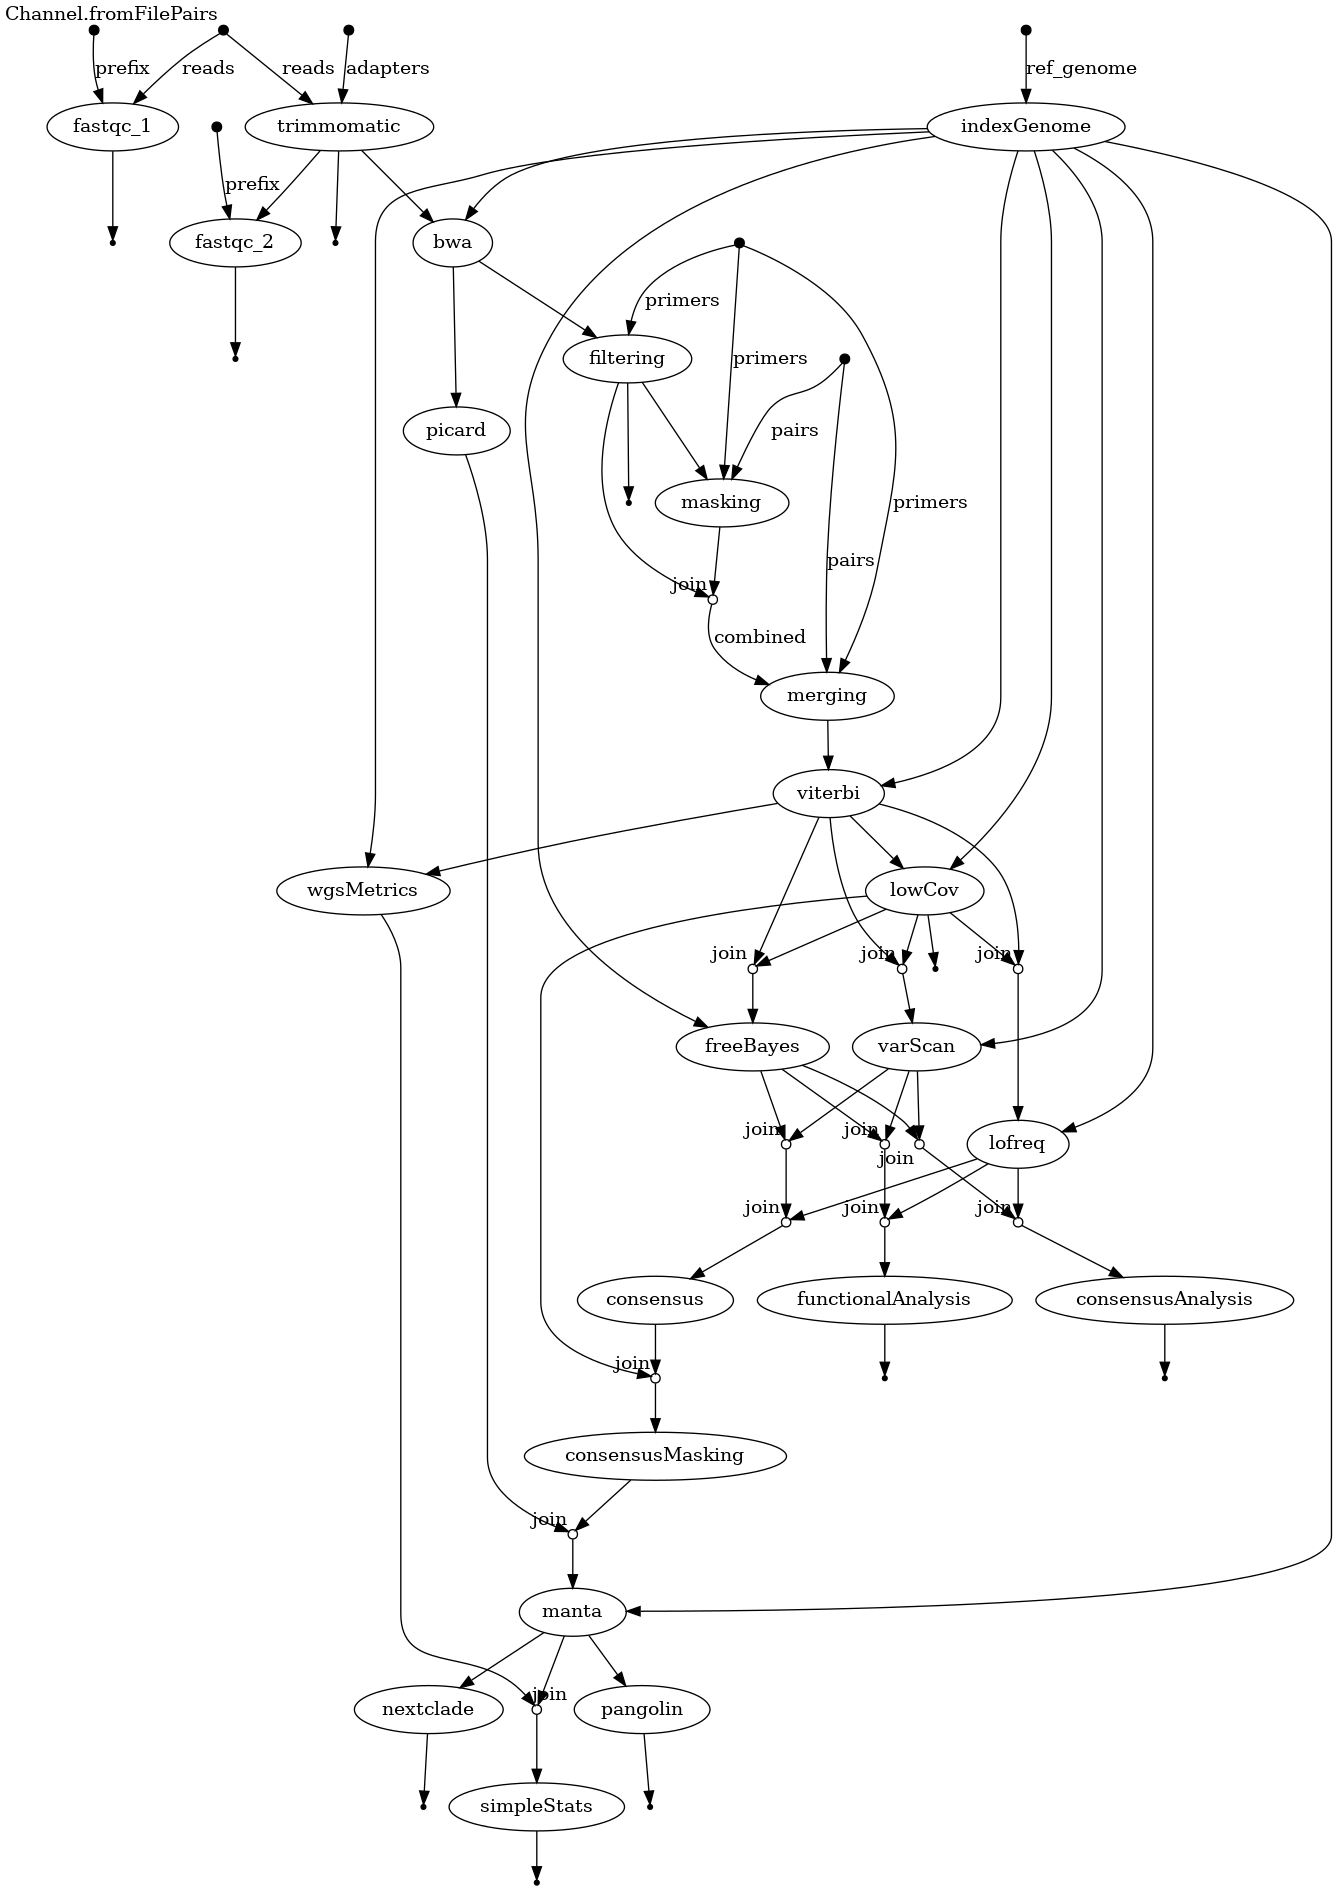 Channel.fromFilePairs
prefix
reads
reads
adapters
ref_genome
fastqc_1
trimmomatic
indexGenome
prefix
fastqc_2
bwa
primers
filtering
primers
picard
pairs
masking
primers
pairs
join
combined
merging
viterbi
wgsMetrics
lowCov
join
join
join
freeBayes
varScan
join
join
lofreq
join
join
join
join
consensus
functionalAnalysis
consensusAnalysis
join
consensusMasking
join
manta
join
nextclade
pangolin
simpleStats